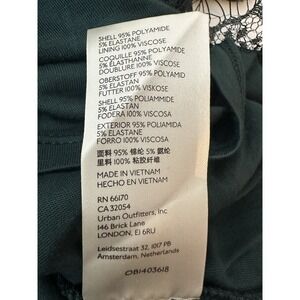 SHELL 95% POLYAMIDE
5% ELASTANE
LINING 100% VISCOSE
COQUILLE 95% POLYAMIDE
5% ELASTHANNE
DOUBLURE 100% VISCOSE
OBERSTOFF 95% POLYAMID
5% ELASTAN
FUTTER 100% VISKOSE
SHELL 95% POLIAMMIDE
5% ELASTAN
FODERA 100% VISCOSA
EXTERIOR 95% POLIAMIDA
5% ELASTANE
FORRO 100% VISCOSA
面料 95% 锦纶 5% 氨纶
里料 100% 粘胶纤维
MADE IN VIETNAM
HECHO EN VIETNAM
RN 66170
CA 32054
Urban Outfitters, Inc
146 Brick Lane
LONDON, E1 6RU
Leidsestraat 32, 1017 PB
Amsterdam, Netherlands
OB1403618